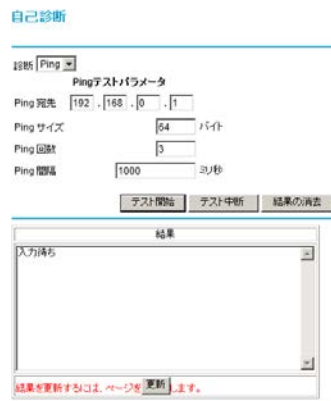 自己診断
診断 Ping
Pingテストパラメータ
Ping 宛先 192 . 168 . 0 . 1
Ping サイズ 64 バイト
Ping 回数 3
Ping 間隔 1000 ミリ秒
テスト開始 テスト中断 結果の消去
結果
入力待ち
結果を更新するには、ページを 更新 します。